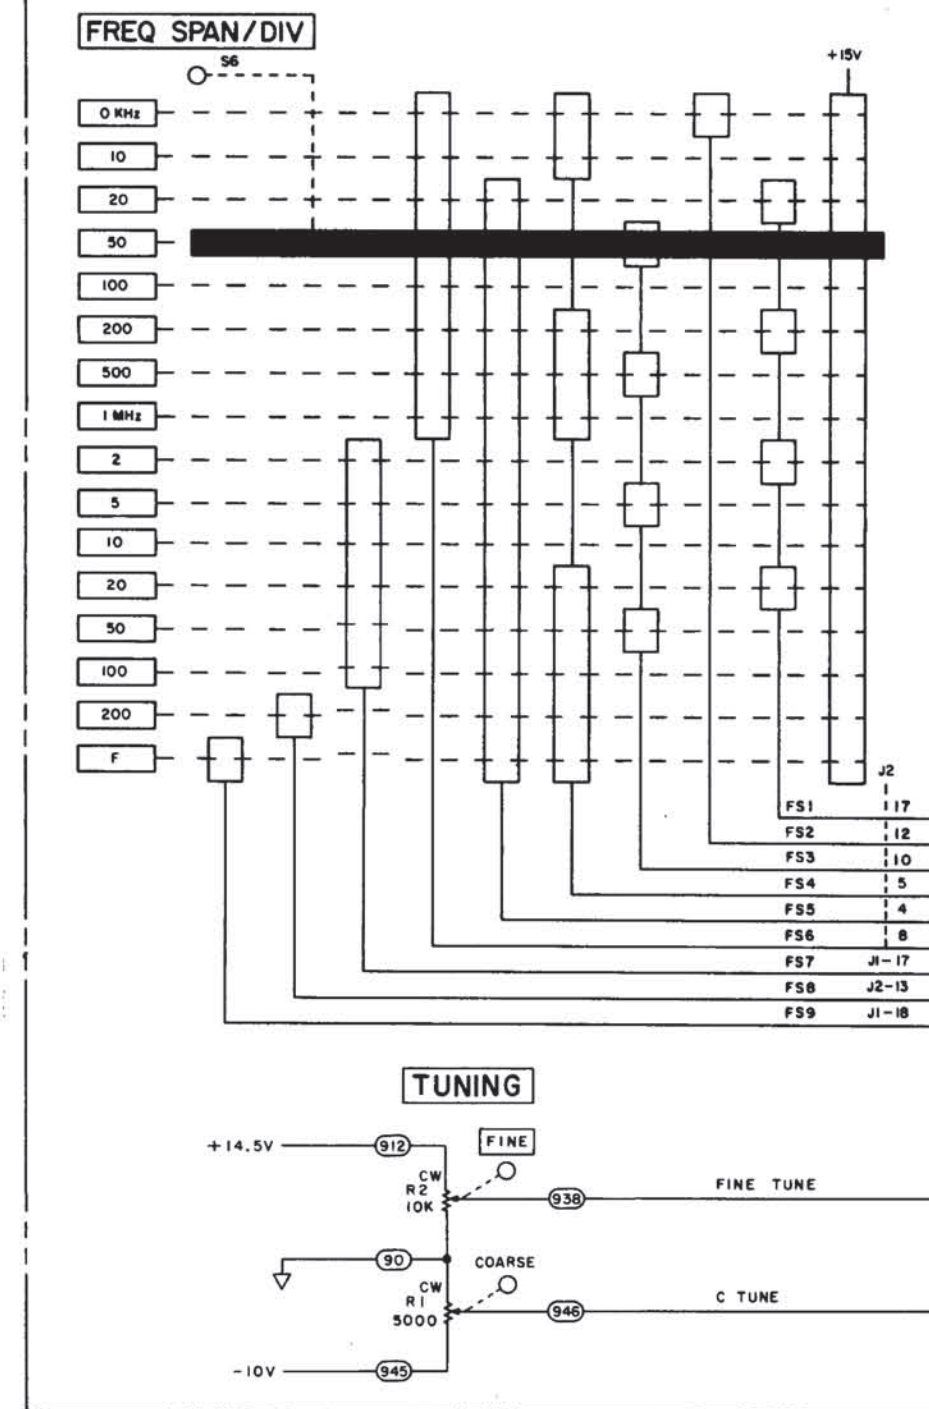 FREQ SPAN/DIV
S6
+15V
0 KHz
10
20
50
100
200
500
1 MHz
2
5
10
20
50
100
200
F
J2
FS1 17
FS2 12
FS3 10
FS4 5
FS5 4
FS6 8
FS7 J1-17
FS8 J2-13
FS9 J1-18
TUNING
+14.5V 912 FINE
CW
R2
10K
938 FINE TUNE
90 COARSE
CW
R1
5000
946 C TUNE
-10V 945